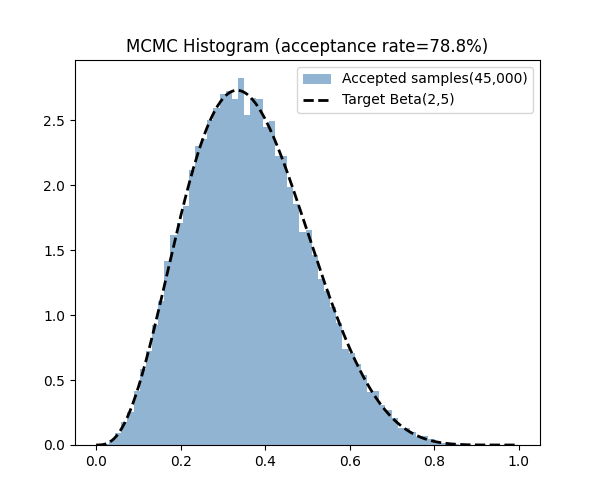 MCMC Histogram (acceptance rate=78.8%)
Accepted samples(45,000)
Target Beta(2,5)
2.5
2.0
1.5
1.0
0.5
0.0
0.0 0.2 0.4 0.6 0.8 1.0